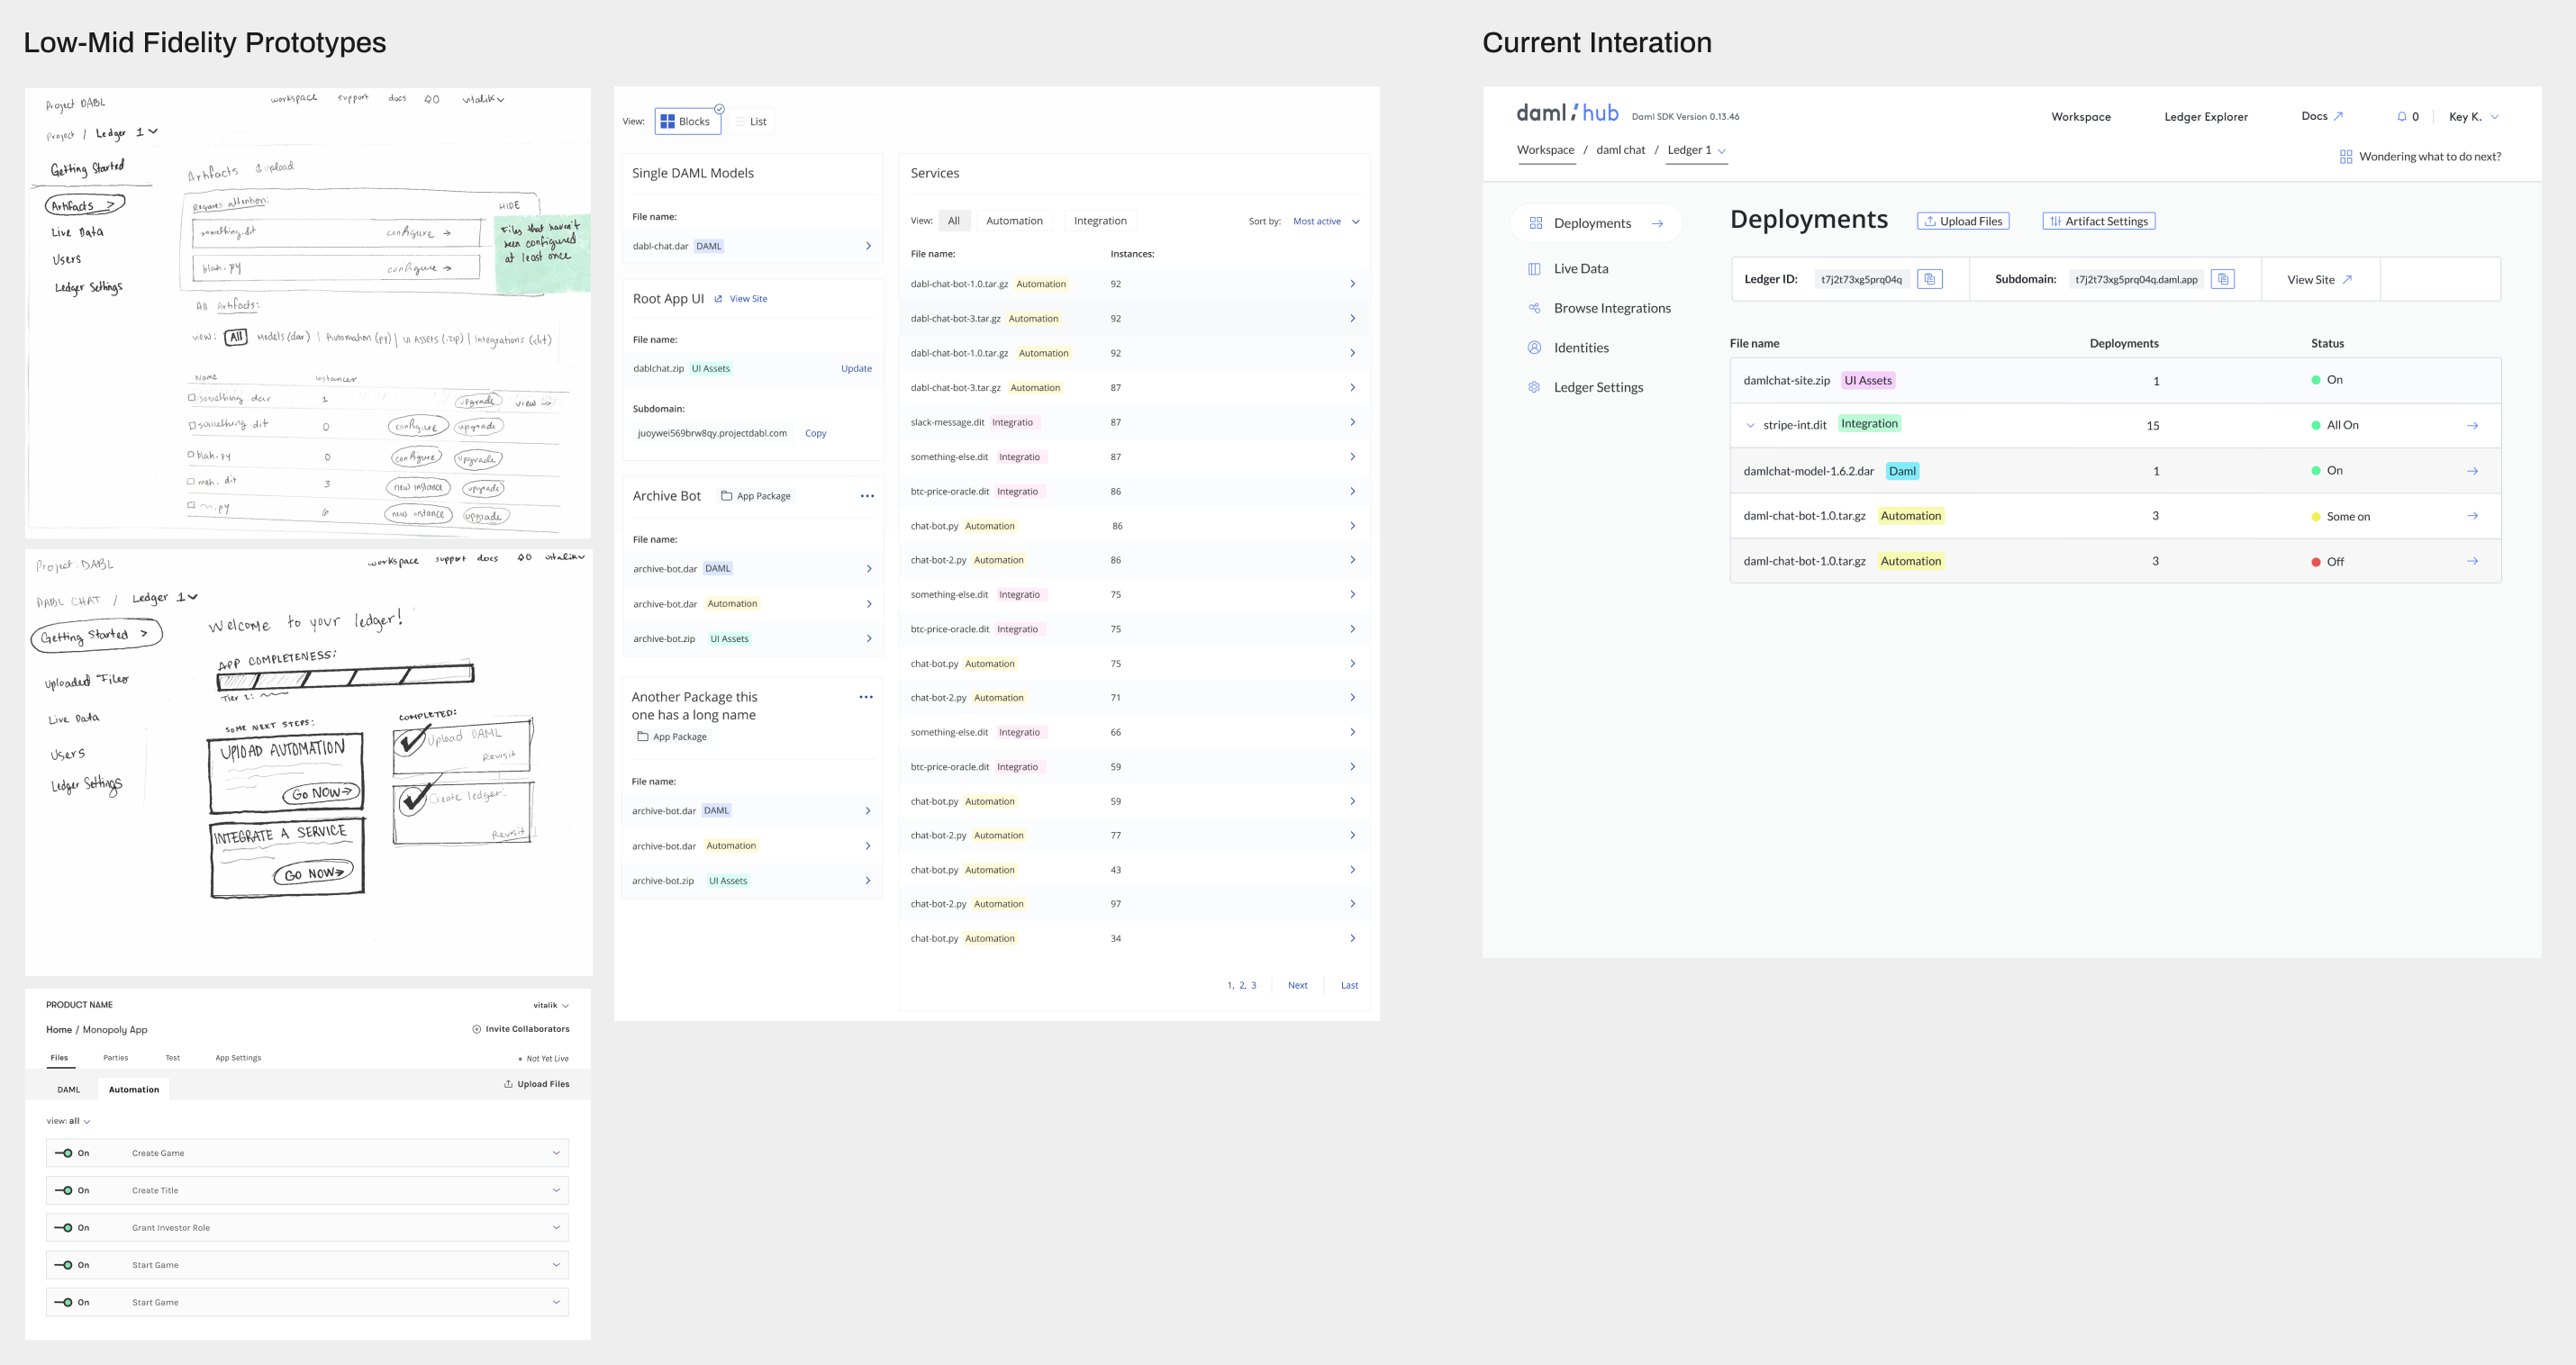 Low-Mid Fidelity Prototypes
Project DABL
workspace support docs 0 vitalik
Project / Ledger 1
Getting Started
Artifacts >
Live Data
Users
Ledger Settings
Artifacts upload
Requires attention: HIDE
something.dit configure →
blah.py configure →
Files that haven't
been configured
at least once
All Artifacts:
view: All Models (dar) | Automation (py) | UI Assets (.zip) | Integrations (.dit)
Name Instances
something dar 1 upgrade view →
something dit 0 configure upgrade
blah.py 0 configure upgrade
meh. dit 3 new instance upgrade
~.py 6 new instance upgrade
Project: DABL
workspace support docs 0 vitalik
DABL CHAT / Ledger 1
Getting Started >
Uploaded Files
Live Data
Users
Ledger Settings
Welcome to your ledger!
APP COMPLETENESS:
Tier 2:
SOME NEXT STEPS:
UPLOAD AUTOMATION
GO NOW→
INTEGRATE A SERVICE
GO NOW→
COMPLETED:
Upload DAML
Revisit
Create ledger:
Revisit
PRODUCT NAME vitalik
Home / Monopoly App Invite Collaborators
Files Parties Test App Settings • Not Yet Live
DAML Automation Upload Files
view: all
On Create Game
On Create Title
On Grant Investor Role
On Start Game
On Start Game
View: Blocks List
Single DAML Models
File name:
dabl-chat.dar DAML
Root App UI View Site
File name:
dablchat.zip UI Assets Update
Subdomain:
juoywei569brw8qy.projectdabl.com Copy
Archive Bot App Package
File name:
archive-bot.dar DAML
archive-bot.dar Automation
archive-bot.zip UI Assets
Another Package this
one has a long name
App Package
File name:
archive-bot.dar DAML
archive-bot.dar Automation
archive-bot.zip UI Assets
Services
View: All Automation Integration Sort by: Most active
File name: Instances:
dabl-chat-bot-1.0.tar.gz Automation 92
dabl-chat-bot-3.tar.gz Automation 92
dabl-chat-bot-1.0.tar.gz Automation 92
dabl-chat-bot-3.tar.gz Automation 87
slack-message.dit Integratio 87
something-else.dit Integratio 87
btc-price-oracle.dit Integratio 86
chat-bot.py Automation 86
chat-bot-2.py Automation 86
something-else.dit Integratio 75
btc-price-oracle.dit Integratio 75
chat-bot.py Automation 75
chat-bot-2.py Automation 71
something-else.dit Integratio 66
btc-price-oracle.dit Integratio 59
chat-bot.py Automation 59
chat-bot-2.py Automation 77
chat-bot.py Automation 43
chat-bot-2.py Automation 97
chat-bot.py Automation 34
1, 2, 3 Next Last
Current Interation
daml hub Daml SDK Version 0.13.46
Workspace Ledger Explorer Docs 0 Key K.
Workspace / daml chat / Ledger 1
Wondering what to do next?
Deployments
Live Data
Browse Integrations
Identities
Ledger Settings
Deployments Upload Files Artifact Settings
Ledger ID: t7j2t73xg5prq04q Subdomain: t7j2t73xg5prq04q.daml.app View Site
File name Deployments Status
damlchat-site.zip UI Assets 1 On
stripe-int.dit Integration 15 All On
damlchat-model-1.6.2.dar Daml 1 On
daml-chat-bot-1.0.tar.gz Automation 3 Some on
daml-chat-bot-1.0.tar.gz Automation 3 Off